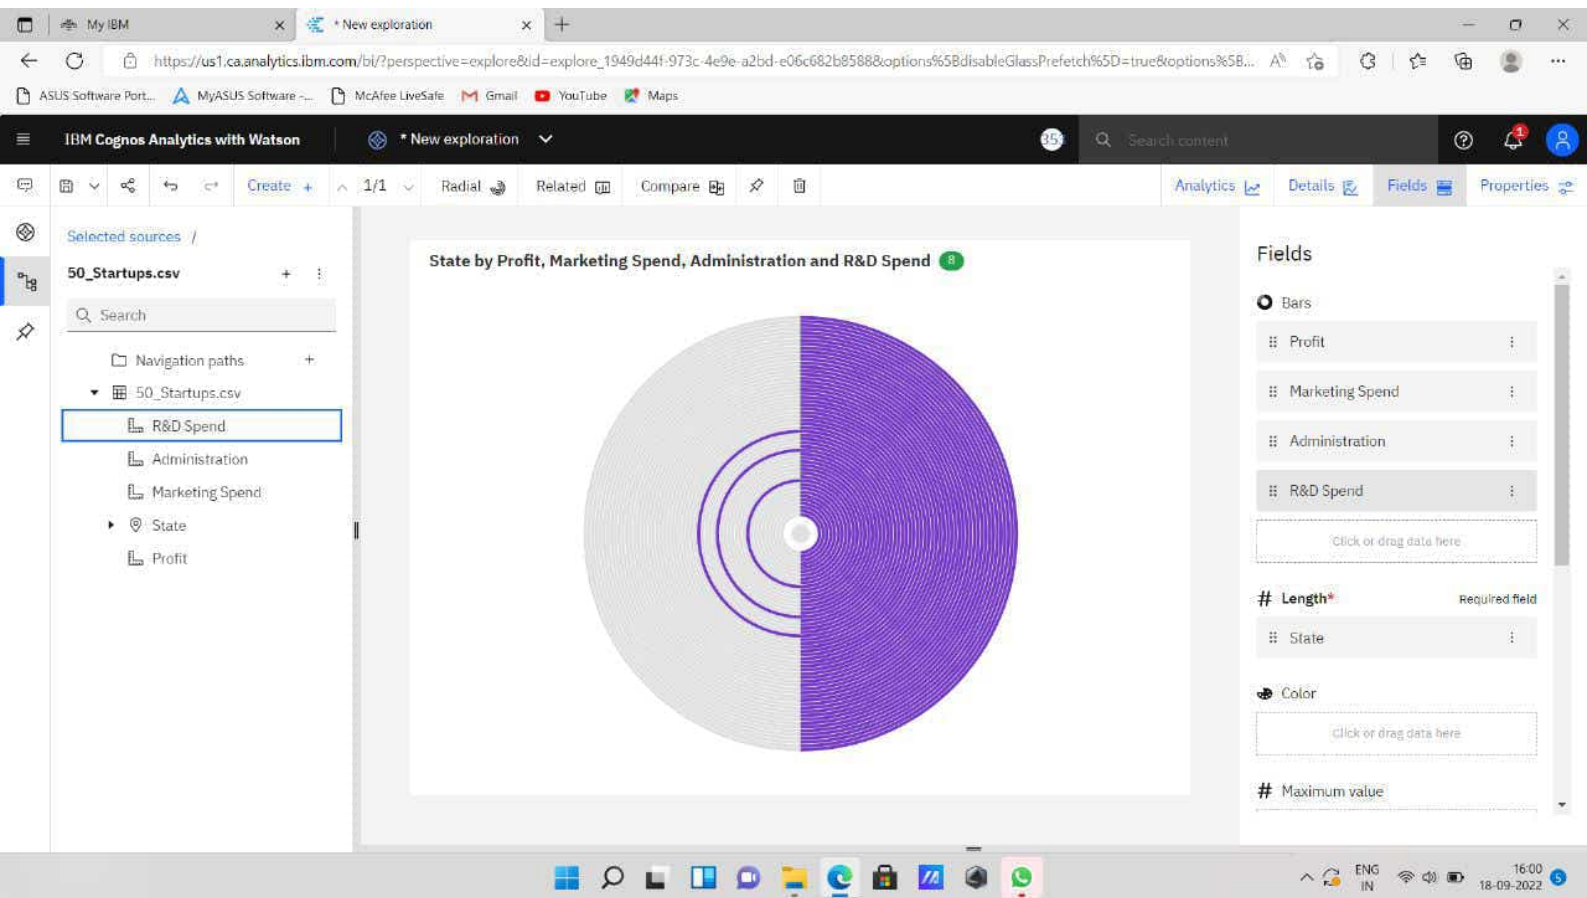 My IBM
* New exploration
https://us1.ca.analytics.ibm.com/bi/?perspective=explore&id=explore_1949d44f-973c-4e9e-a2bd-e06c682b8588&options%5BdisableGlassPrefetch%5D=true&options%5B...
ASUS Software Port...
MyASUS Software -...
McAfee LiveSafe
Gmail
YouTube
Maps
IBM Cognos Analytics with Watson
* New exploration
353
Search content
1
Create +
1/1
Radial
Related
Compare
Analytics
Details
Fields
Properties
Selected sources /
50_Startups.csv
Search
Navigation paths
50_Startups.csv
R&D Spend
Administration
Marketing Spend
State
Profit
State by Profit, Marketing Spend, Administration and R&D Spend 8
Fields
Bars
Profit
Marketing Spend
Administration
R&D Spend
Click or drag data here
# Length* Required field
State
Color
Click or drag data here
# Maximum value
ENG
IN
16:00
18-09-2022
5